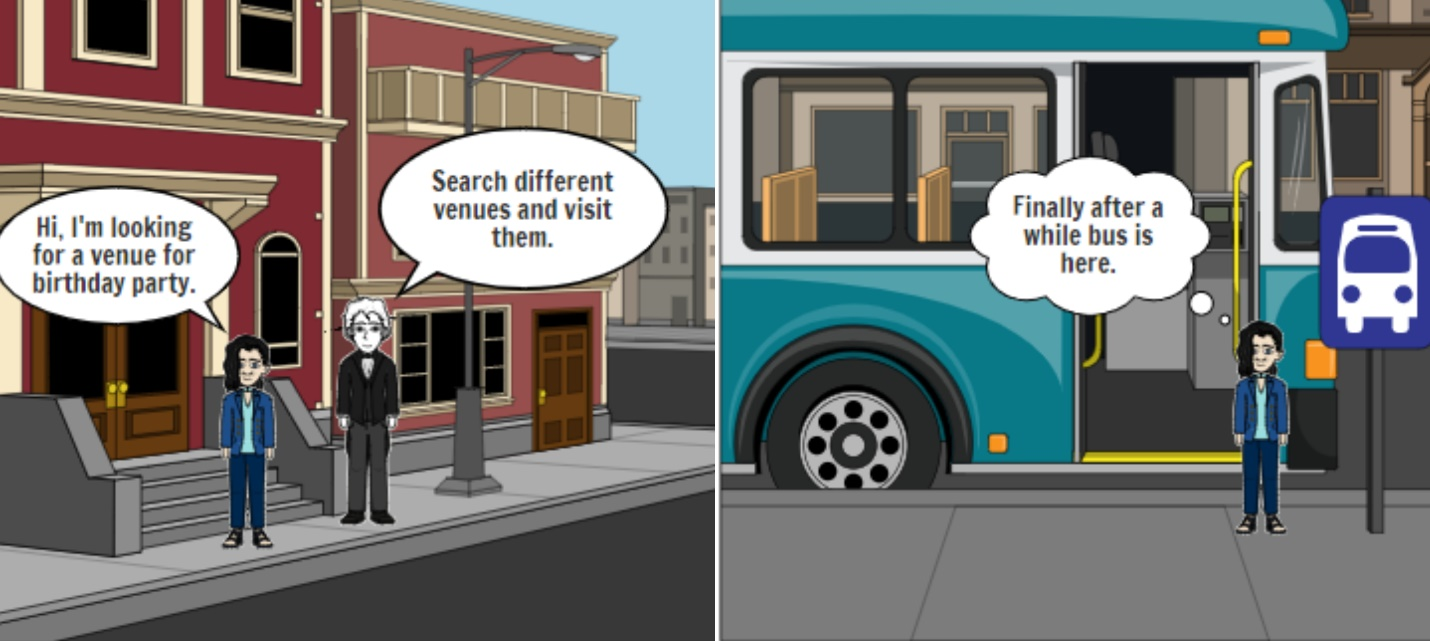 Hi, I'm looking
for a venue for
birthday party.
Search different
venues and visit
them.
Finally after a
while bus is
here.